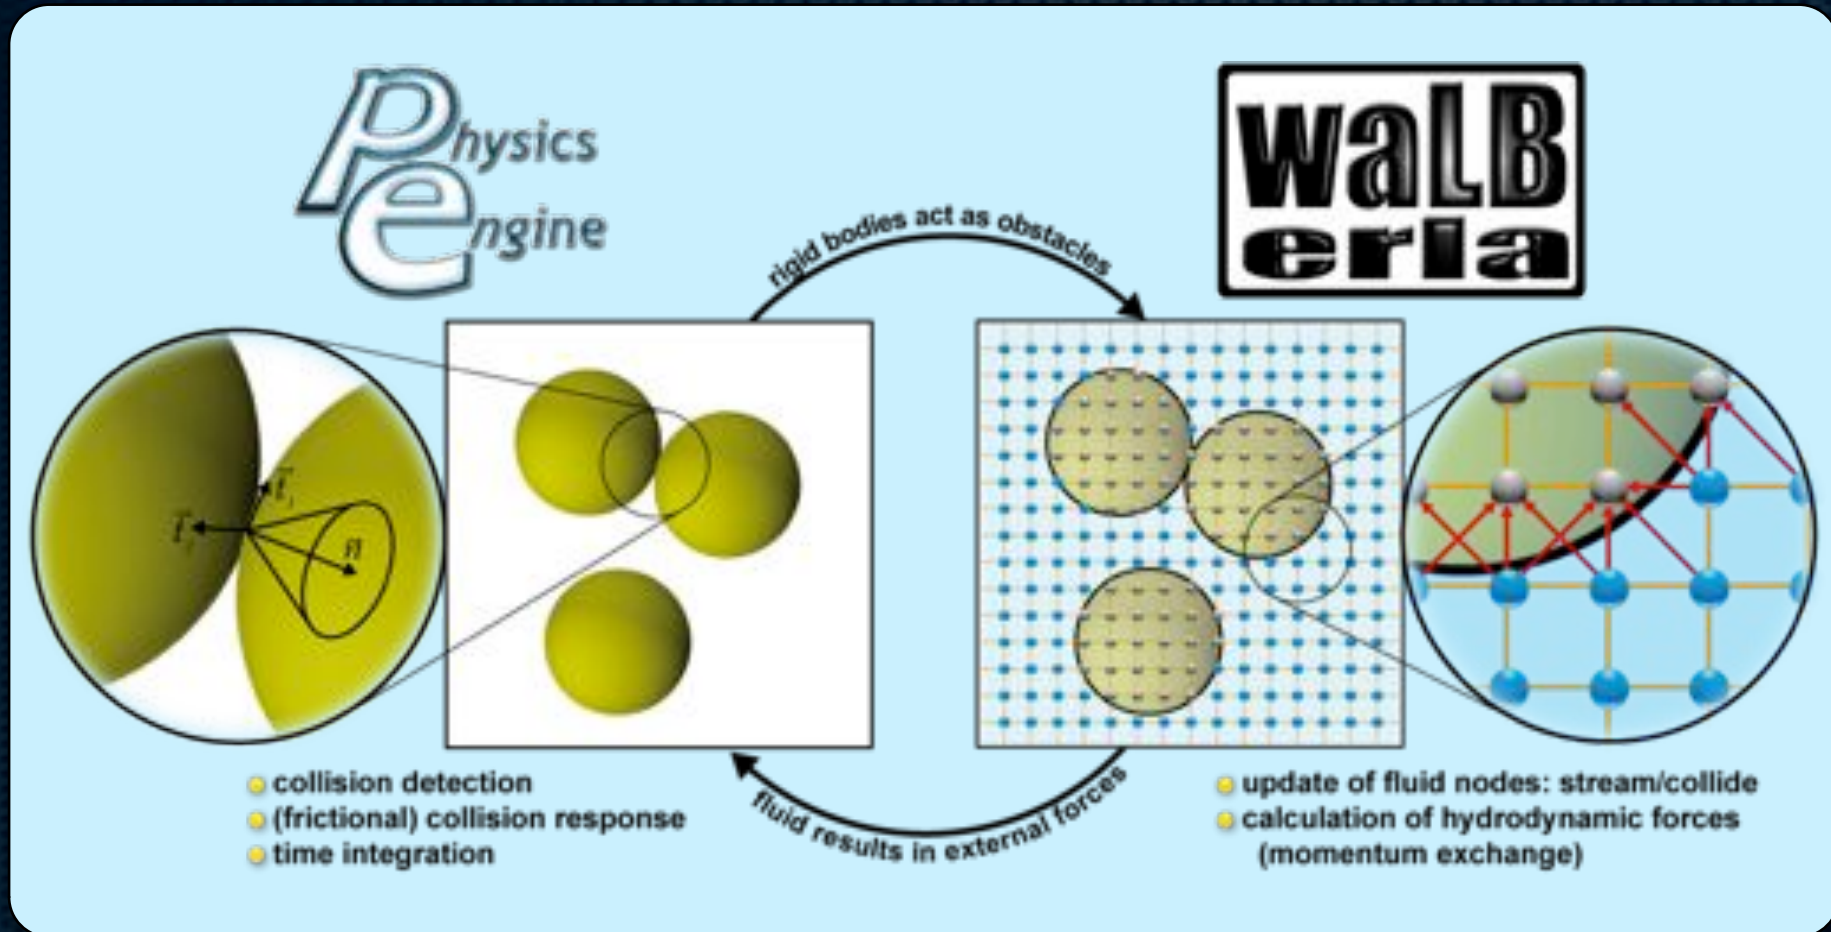 Physics
Engine
waLB
erla
rigid bodies act as obstacles
n
fluid results in external forces
collision detection
(frictional) collision response
time integration
update of fluid nodes: stream/collide
calculation of hydrodynamic forces
(momentum exchange)